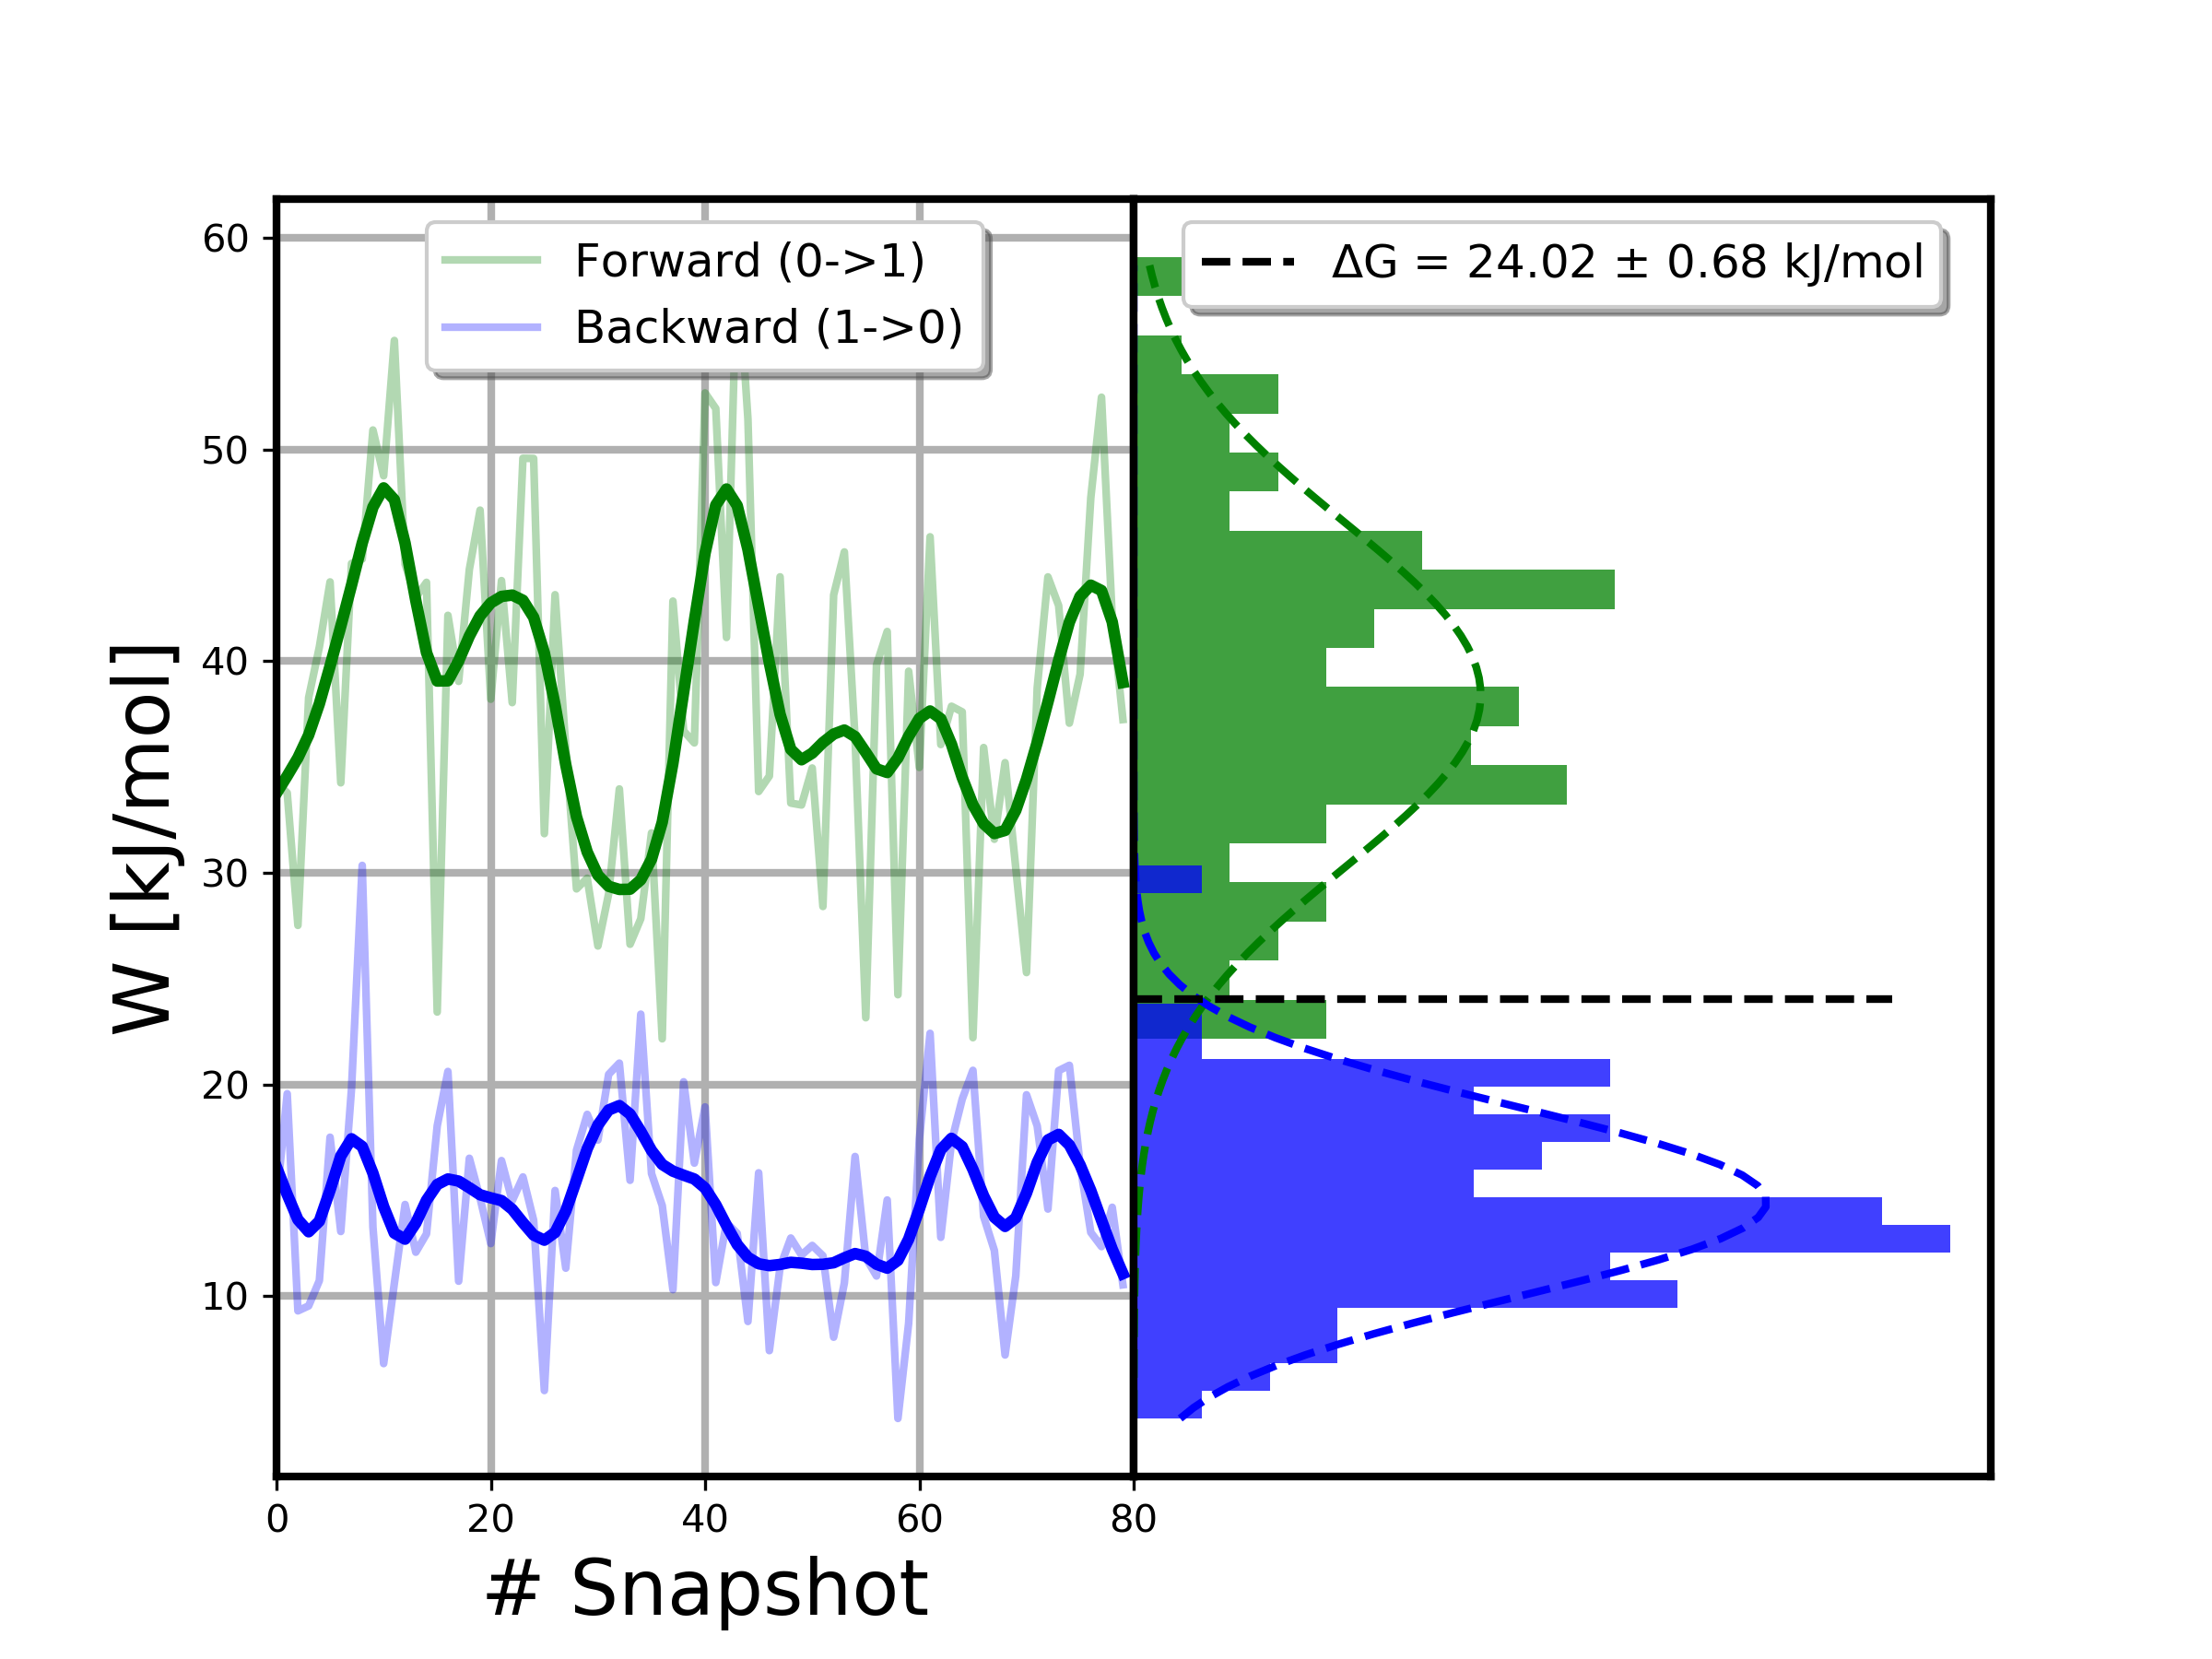 Forward (0->1)
Backward (1->0)
ΔG = 24.02 ± 0.68 kJ/mol
W [kJ/mol]
60
50
40
30
20
10
0
20
40
60
80
# Snapshot